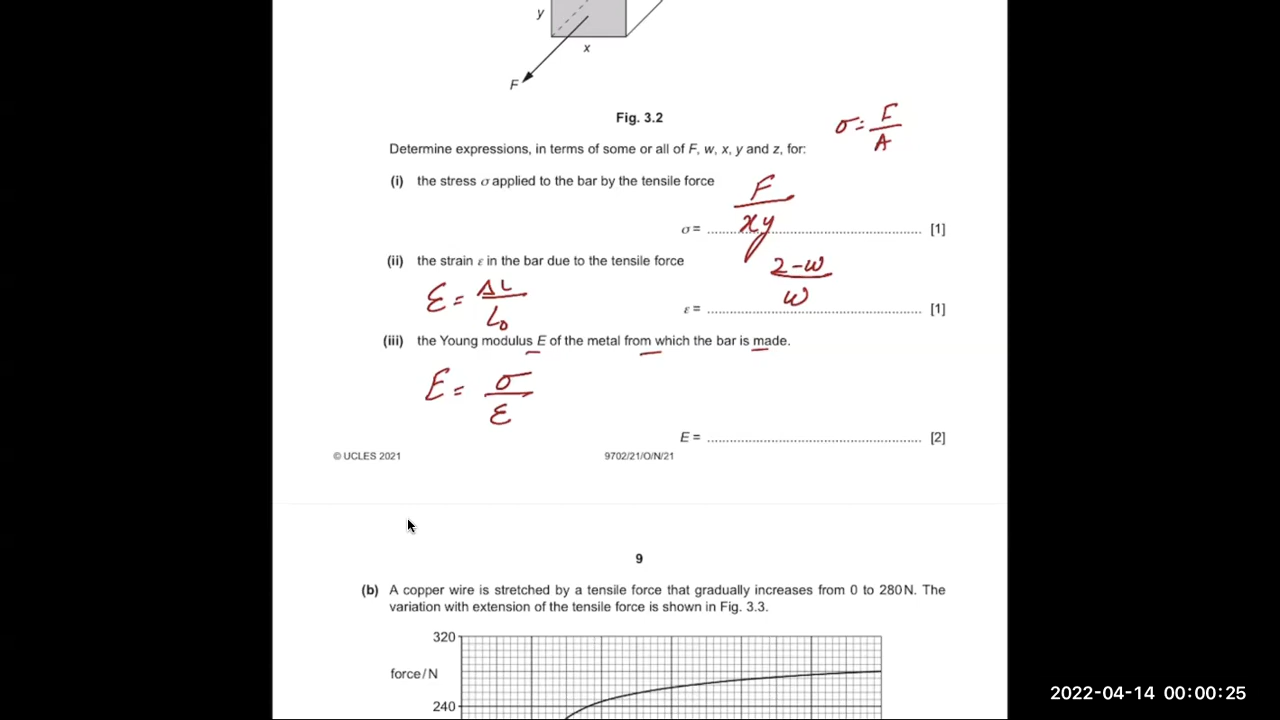 y
x
F
Fig. 3.2
σ = F/A
Determine expressions, in terms of some or all of F, w, x, y and z, for:
(i) the stress σ applied to the bar by the tensile force
F/xy
σ = ................................................ [1]
(ii) the strain ε in the bar due to the tensile force
z-w/w
ε = ΔL/L₀
ε = ................................................ [1]
(iii) the Young modulus E of the metal from which the bar is made.
E = σ/ε
E = ................................................ [2]
© UCLES 2021 9702/21/O/N/21
9
(b) A copper wire is stretched by a tensile force that gradually increases from 0 to 280 N. The
variation with extension of the tensile force is shown in Fig. 3.3.
320
force / N
240
2022-04-14 00:00:25